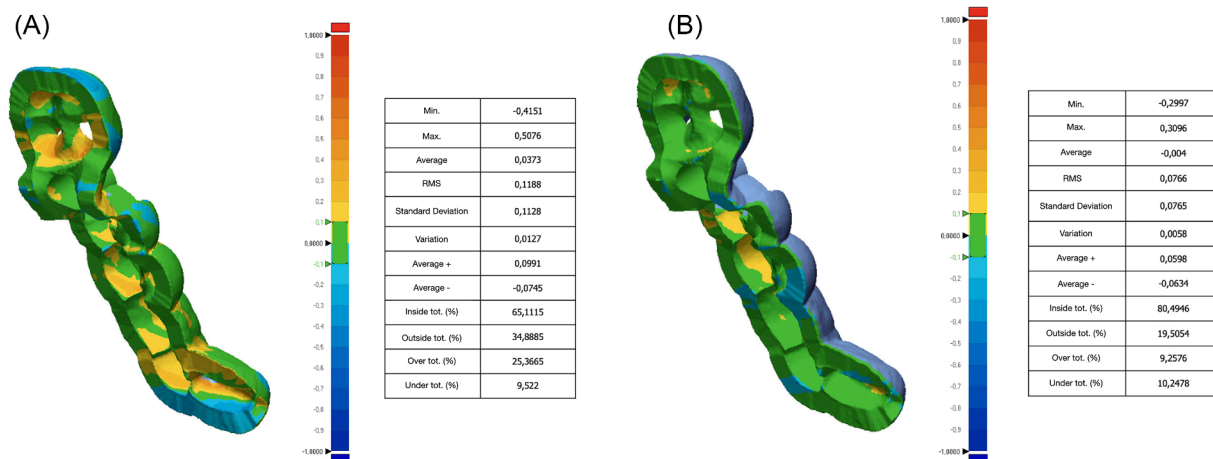 (A)
1,0000
0,9
0,8
0,7
0,6
0,5
0,4
0,3
0,2
0,1
0,0000
-0,1
-0,2
-0,3
-0,4
-0,5
-0,6
-0,7
-0,8
-0,9
-1,0000
Min. -0,4151
Max. 0,5076
Average 0,0373
RMS 0,1188
Standard Deviation 0,1128
Variation 0,0127
Average + 0,0991
Average - -0,0745
Inside tot. (%) 65,1115
Outside tot. (%) 34,8885
Over tot. (%) 25,3665
Under tot. (%) 9,522
(B)
1,0000
0,9
0,8
0,7
0,6
0,5
0,4
0,3
0,2
0,1
0,0000
-0,1
-0,2
-0,3
-0,4
-0,5
-0,6
-0,7
-0,8
-0,9
-1,0000
Min. -0,2997
Max. 0,3096
Average -0,004
RMS 0,0766
Standard Deviation 0,0765
Variation 0,0058
Average + 0,0598
Average - -0,0634
Inside tot. (%) 80,4946
Outside tot. (%) 19,5054
Over tot. (%) 9,2576
Under tot. (%) 10,2478